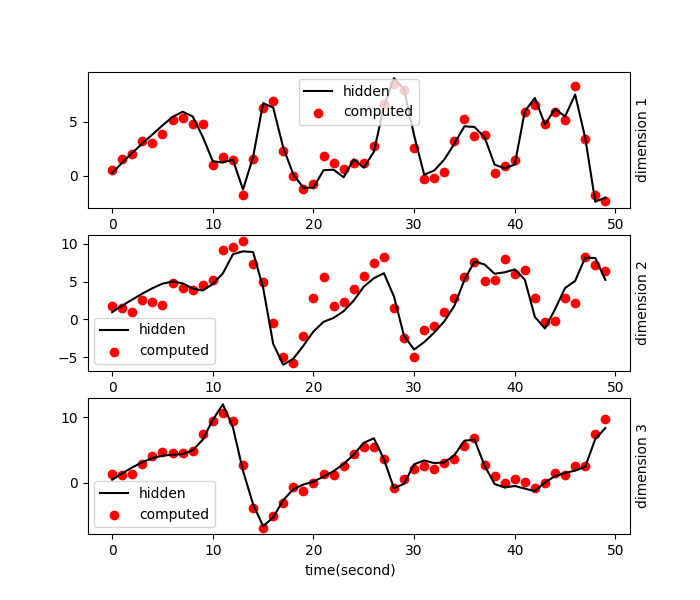 hidden
computed
5
0
dimension 1
0 10 20 30 40 50
10
5
0
−5
hidden
computed
dimension 2
0 10 20 30 40 50
10
0
hidden
computed
dimension 3
0 10 20 30 40 50
time(second)